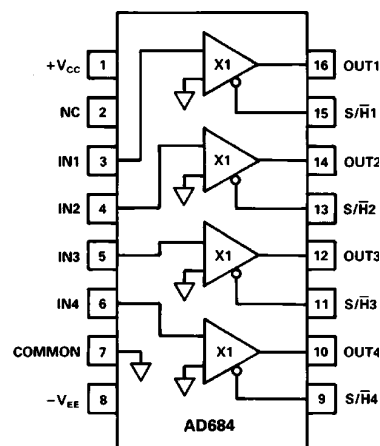 +VCC 1 X1 16 OUT1
NC 2 15 S/H̅1
IN1 3 X1 14 OUT2
IN2 4 13 S/H̅2
IN3 5 X1 12 OUT3
IN4 6 11 S/H̅3
COMMON 7 X1 10 OUT4
−VEE 8 9 S/H̅4
AD684